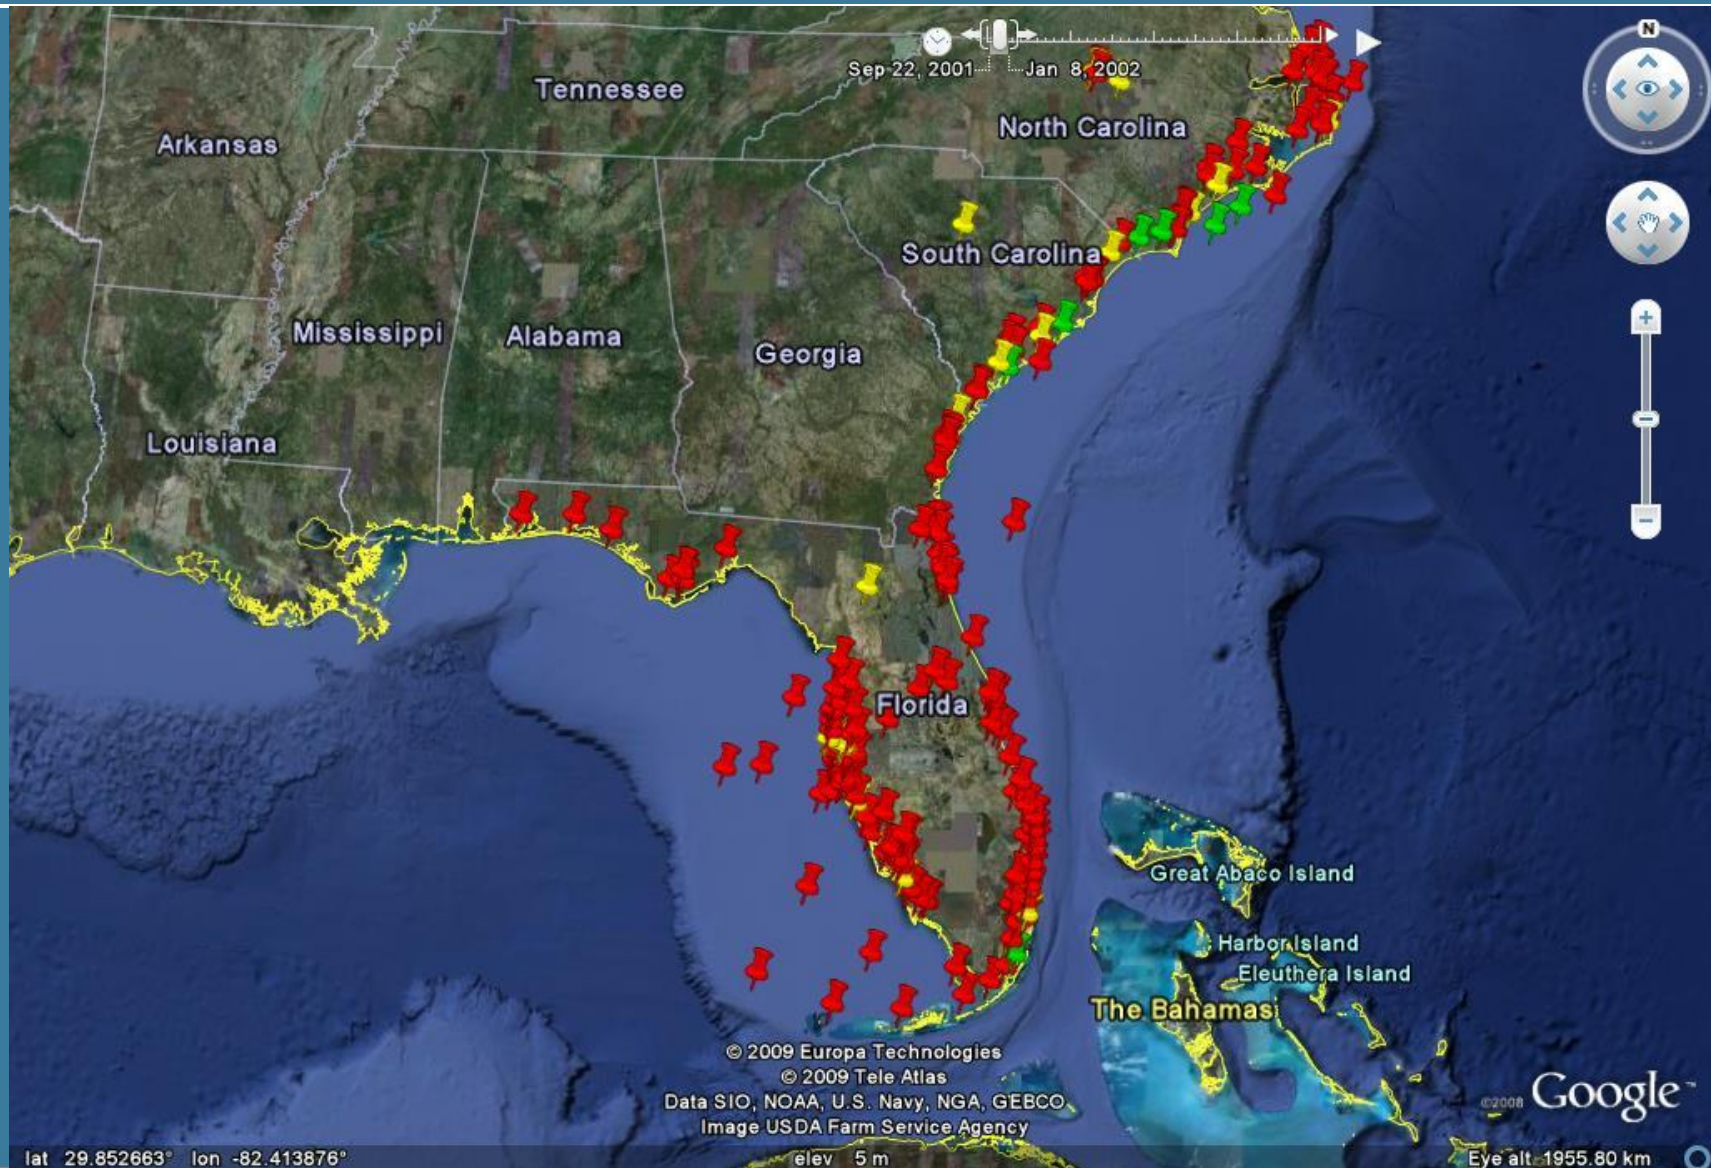 N
Sep 22, 2001
Jan 8, 2002
Tennessee
North Carolina
Arkansas
South Carolina
Mississippi
Alabama
Georgia
Louisiana
Florida
Great Abaco Island
Harbor Island
Eleuthera Island
The Bahamas
© 2009 Europa Technologies
© 2009 Tele Atlas
Data SIO, NOAA, U.S. Navy, NGA, GEBCO
Image USDA Farm Service Agency
©2008 Google™
lat 29.852663° lon -82.413876° elev 5 m Eye alt 1955.80 km